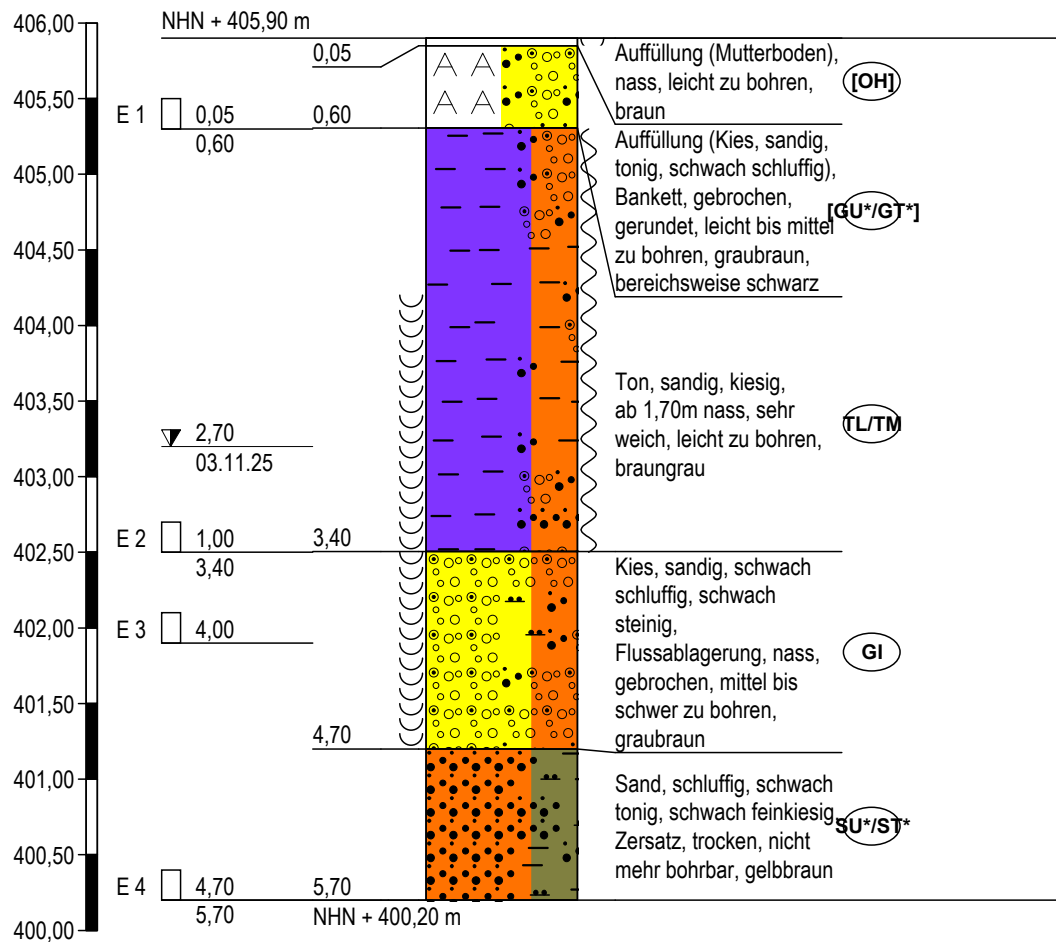 406,00
405,50
405,00
404,50
404,00
403,50
403,00
402,50
402,00
401,50
401,00
400,50
400,00
NHN + 405,90 m
0,05
E 1
0,05
0,60
0,60
2,70
03.11.25
E 2
1,00
3,40
3,40
E 3
4,00
4,70
E 4
4,70
5,70
5,70
NHN + 400,20 m
A A
A A
Auffüllung (Mutterboden),
nass, leicht zu bohren,
braun
[OH]
Auffüllung (Kies, sandig,
tonig, schwach schluffig),
Bankett, gebrochen,
gerundet, leicht bis mittel
zu bohren, graubraun,
bereichsweise schwarz
[GU*/GT*]
Ton, sandig, kiesig,
ab 1,70m nass, sehr
weich, leicht zu bohren,
braungrau
TL/TM
Kies, sandig, schwach
schluffig, schwach
steinig,
Flussablagerung, nass,
gebrochen, mittel bis
schwer zu bohren,
graubraun
GI
Sand, schluffig, schwach
tonig, schwach feinkiesig,
Zersatz, trocken, nicht
mehr bohrbar, gelbbraun
SU*/ST*